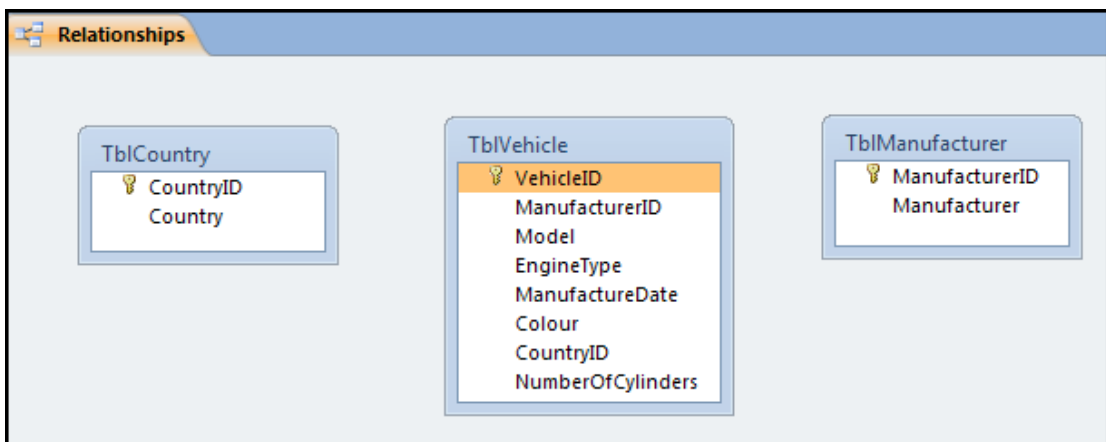 Relationships
TblCountry
CountryID
Country
TblVehicle
VehicleID
ManufacturerID
Model
EngineType
ManufactureDate
Colour
CountryID
NumberOfCylinders
TblManufacturer
ManufacturerID
Manufacturer